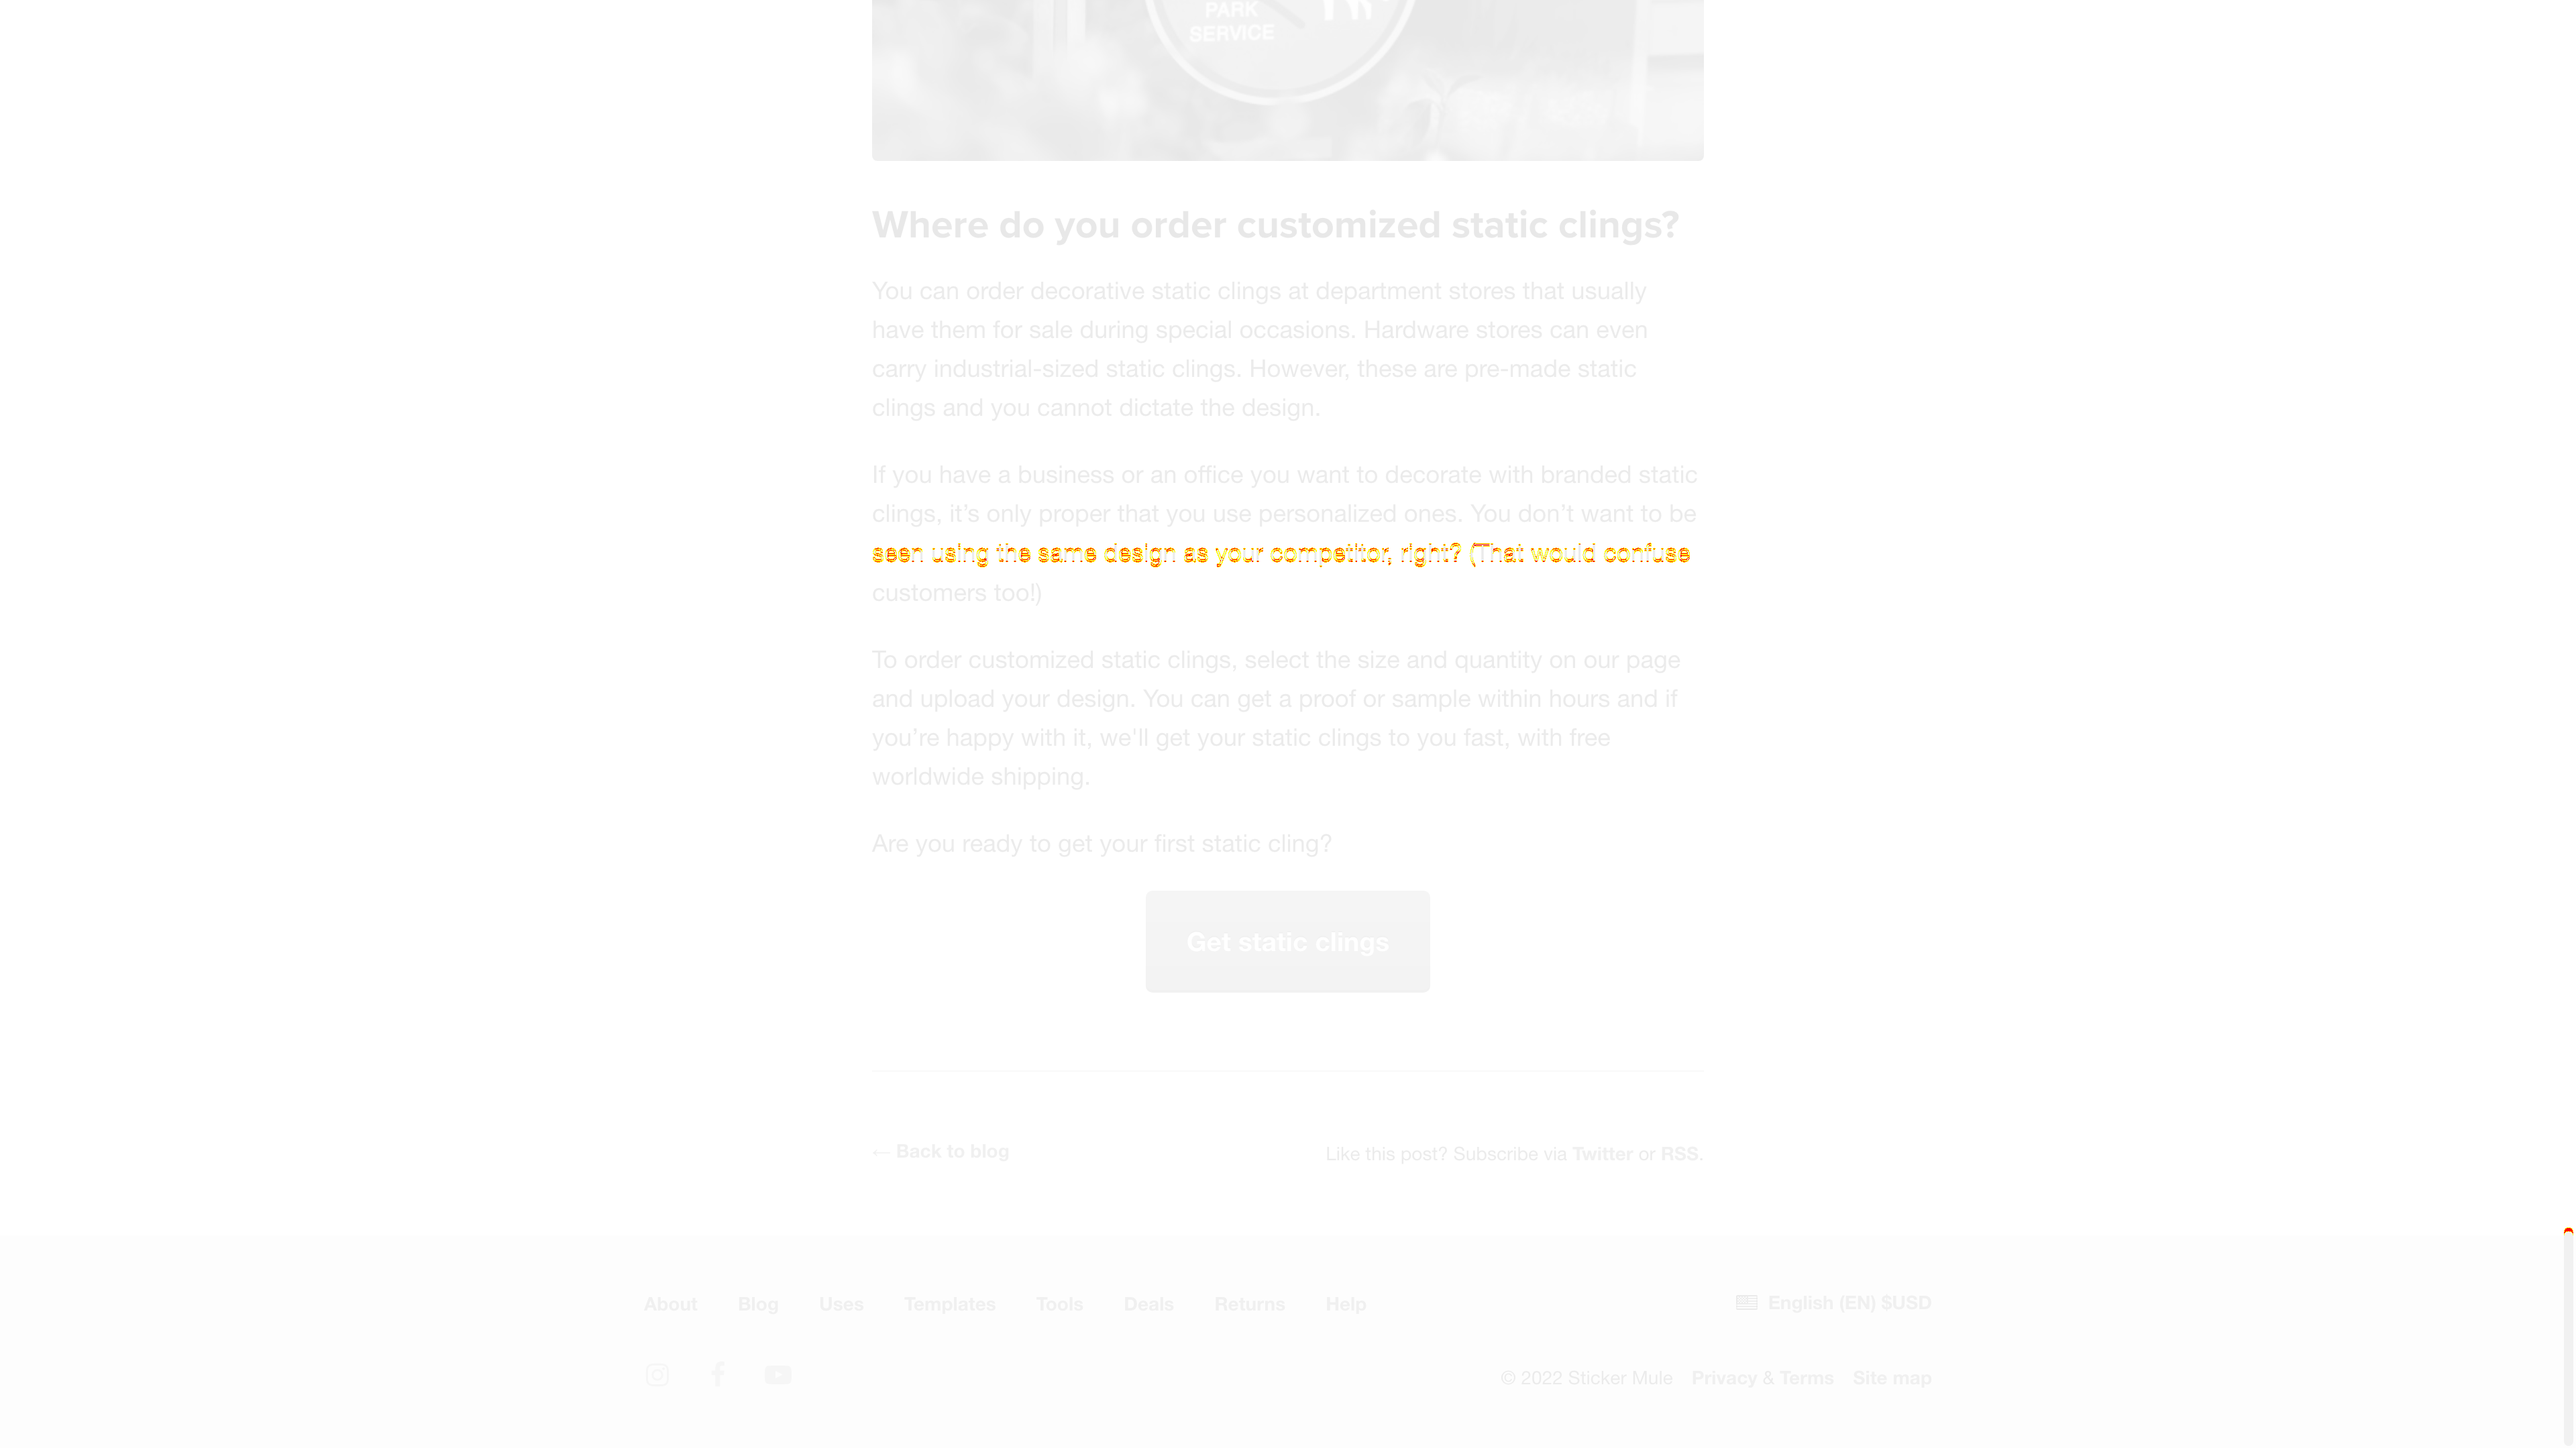 PARK
SERVICE
Where do you order customized static clings?
You can order decorative static clings at department stores that usually
have them for sale during special occasions. Hardware stores can even
carry industrial-sized static clings. However, these are pre-made static
clings and you cannot dictate the design.
If you have a business or an office you want to decorate with branded static
clings, it’s only proper that you use personalized ones. You don’t want to be
seen using the same design as your competitor, right? (That would confuse
customers too!)
To order customized static clings, select the size and quantity on our page
and upload your design. You can get a proof or sample within hours and if
you’re happy with it, we'll get your static clings to you fast, with free
worldwide shipping.
Are you ready to get your first static cling?
Get static clings
← Back to blog
Like this post? Subscribe via Twitter or RSS.
About Blog Uses Templates Tools Deals Returns Help
English (EN) $USD
© 2022 Sticker Mule Privacy & Terms Site map